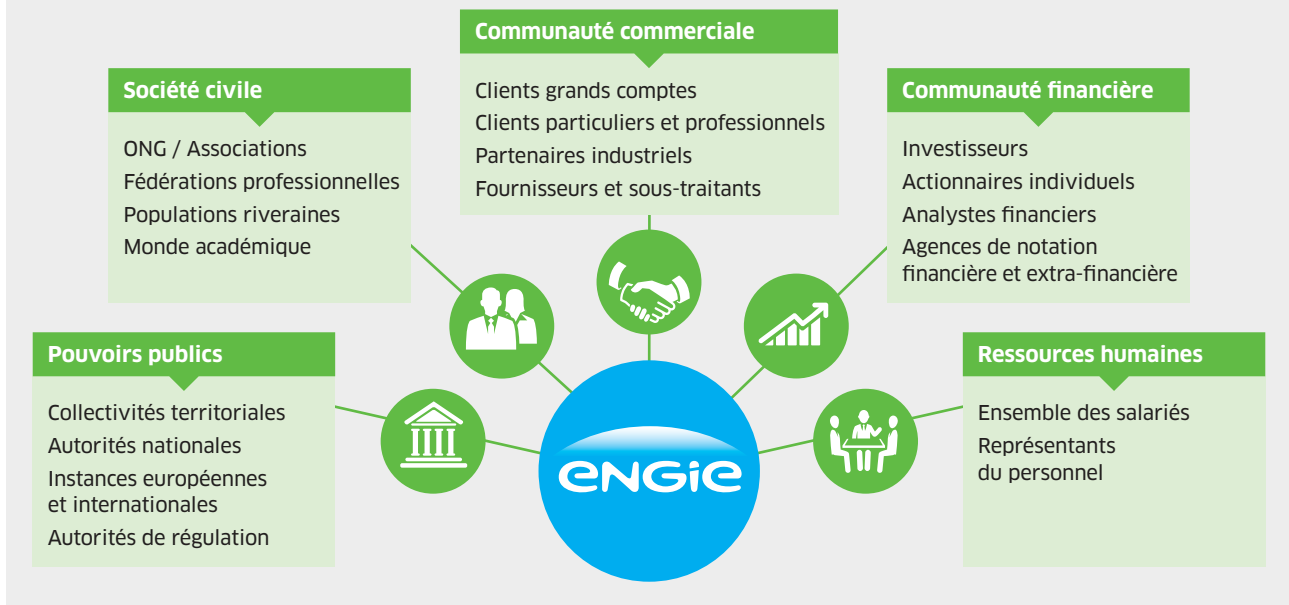 Communauté commerciale
Clients grands comptes
Clients particuliers et professionnels
Partenaires industriels
Fournisseurs et sous-traitants
Société civile
ONG / Associations
Fédérations professionnelles
Populations riveraines
Monde académique
Communauté financière
Investisseurs
Actionnaires individuels
Analystes financiers
Agences de notation
financière et extra-financière
Pouvoirs publics
Collectivités territoriales
Autorités nationales
Instances européennes
et internationales
Autorités de régulation
Ressources humaines
Ensemble des salariés
Représentants
du personnel
ENGiE